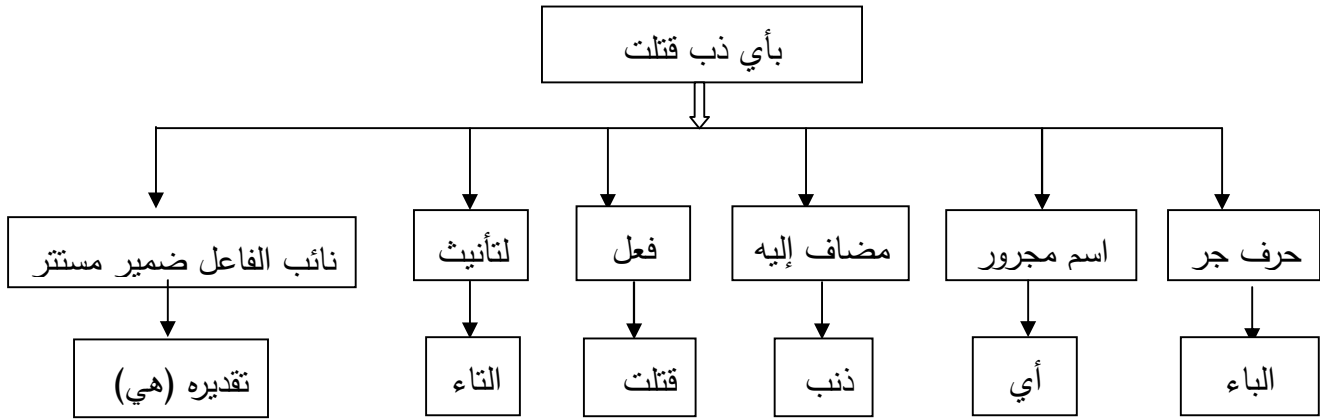 بأي ذب قتلت
حرف جر
اسم مجرور
مضاف إليه
فعل
لتأنيث
نائب الفاعل ضمير مستتر
الباء
أي
ذنب
قتلت
التاء
تقديره (هي)